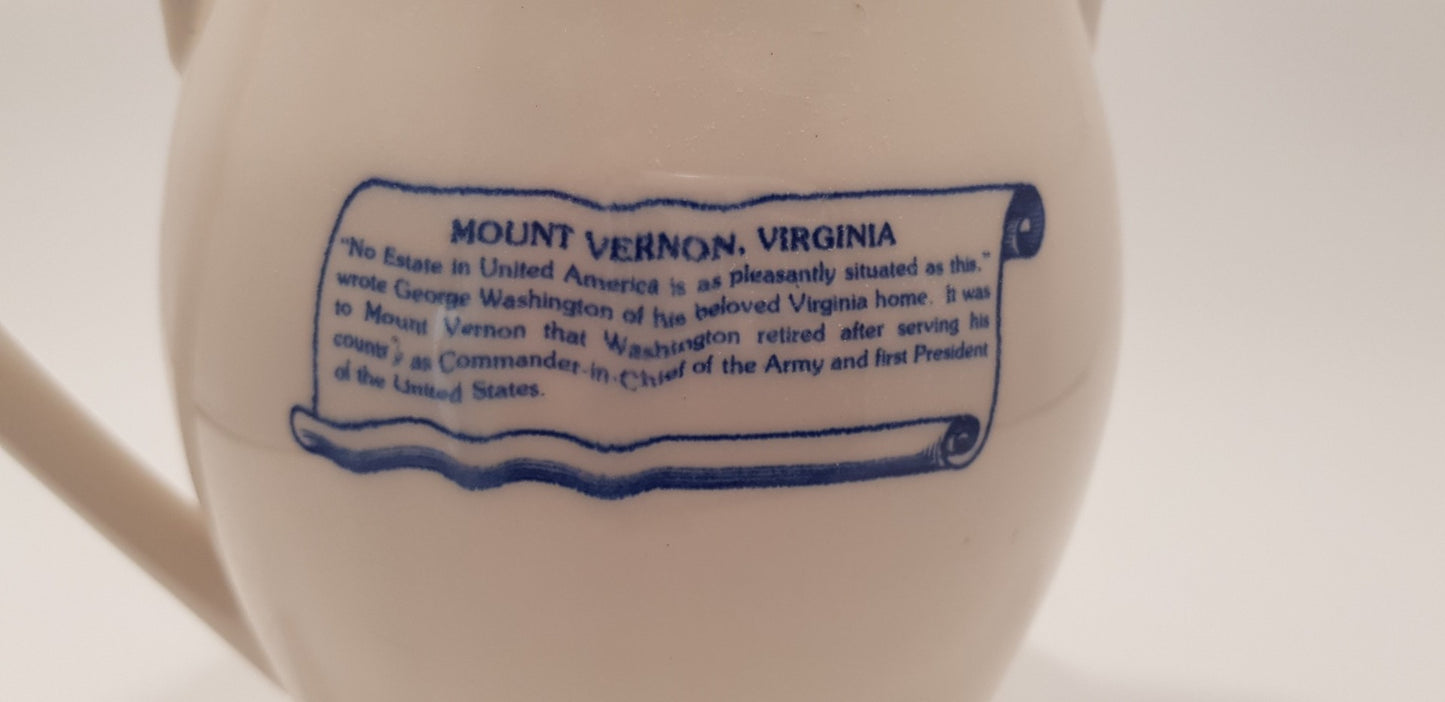 MOUNT VERNON, VIRGINIA
"No Estate in United America is as pleasantly situated as this,"
wrote George Washington of his beloved Virginia home. It was
to Mount Vernon that Washington retired after serving his
country as Commander-in-Chief of the Army and first President
of the United States.